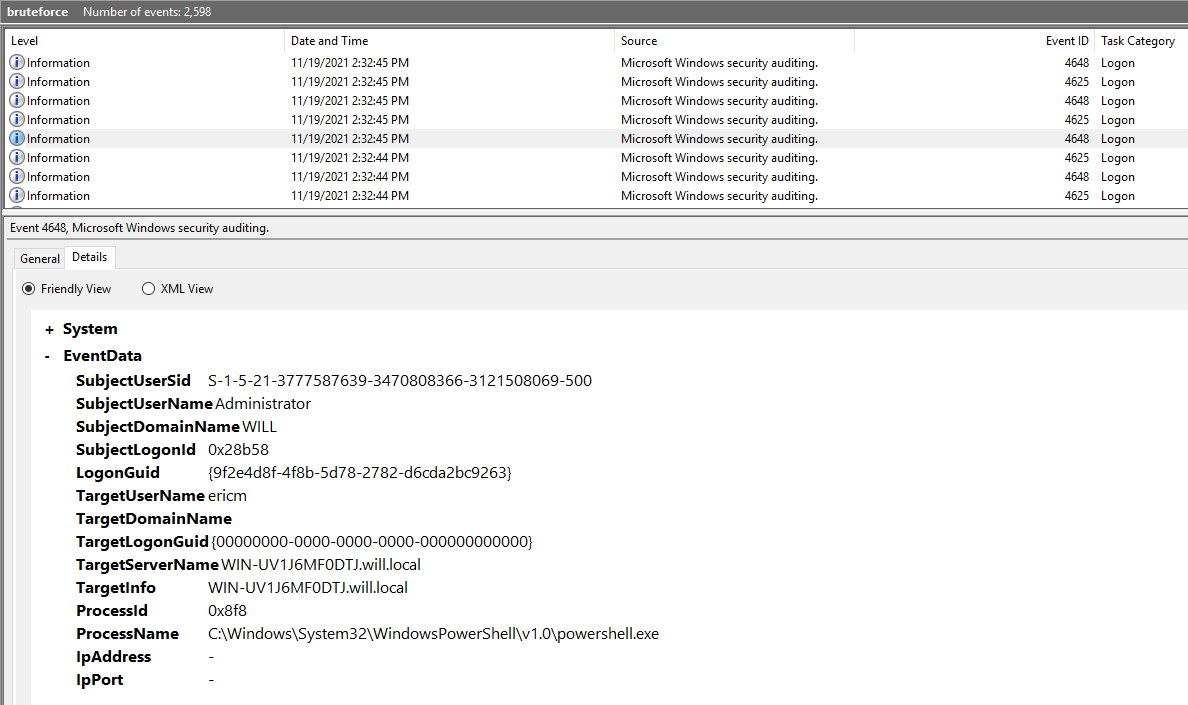 bruteforce Number of events: 2,598
Level Date and Time Source Event ID Task Category
Information 11/19/2021 2:32:45 PM Microsoft Windows security auditing. 4648 Logon
Information 11/19/2021 2:32:45 PM Microsoft Windows security auditing. 4625 Logon
Information 11/19/2021 2:32:45 PM Microsoft Windows security auditing. 4648 Logon
Information 11/19/2021 2:32:45 PM Microsoft Windows security auditing. 4625 Logon
Information 11/19/2021 2:32:45 PM Microsoft Windows security auditing. 4648 Logon
Information 11/19/2021 2:32:44 PM Microsoft Windows security auditing. 4625 Logon
Information 11/19/2021 2:32:44 PM Microsoft Windows security auditing. 4648 Logon
Information 11/19/2021 2:32:44 PM Microsoft Windows security auditing. 4625 Logon
Event 4648, Microsoft Windows security auditing.
General Details
Friendly View XML View
+ System
- EventData
SubjectUserSid S-1-5-21-3777587639-3470808366-3121508069-500
SubjectUserName Administrator
SubjectDomainName WILL
SubjectLogonId 0x28b58
LogonGuid {9f2e4d8f-4f8b-5d78-2782-d6cda2bc9263}
TargetUserName ericm
TargetDomainName
TargetLogonGuid {00000000-0000-0000-0000-000000000000}
TargetServerName WIN-UV1J6MF0DTJ.will.local
TargetInfo WIN-UV1J6MF0DTJ.will.local
ProcessId 0x8f8
ProcessName C:\Windows\System32\WindowsPowerShell\v1.0\powershell.exe
IpAddress -
IpPort -